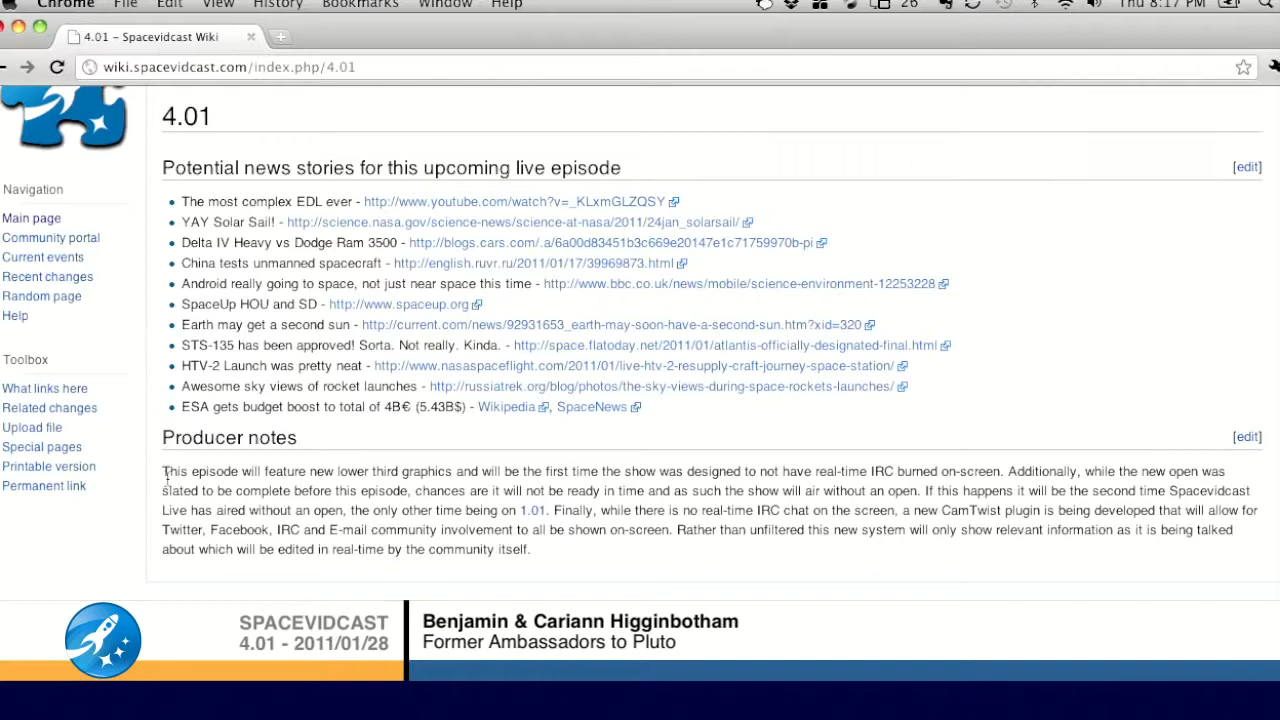 Chrome File Edit View History Bookmarks Window Help 26 Thu 8:17 PM
4.01 – Spacevidcast Wiki
wiki.spacevidcast.com/index.php/4.01
4.01
Potential news stories for this upcoming live episode [edit]
The most complex EDL ever - http://www.youtube.com/watch?v=_KLxmGLZQSY
YAY Solar Sail! - http://science.nasa.gov/science-news/science-at-nasa/2011/24jan_solarsail/
Delta IV Heavy vs Dodge Ram 3500 - http://blogs.cars.com/.a/6a00d83451b3c669e20147e1c71759970b-pi
China tests unmanned spacecraft - http://english.ruvr.ru/2011/01/17/39969873.html
Android really going to space, not just near space this time - http://www.bbc.co.uk/news/mobile/science-environment-12253228
SpaceUp HOU and SD - http://www.spaceup.org
Earth may get a second sun - http://current.com/news/92931653_earth-may-soon-have-a-second-sun.htm?xid=320
STS-135 has been approved! Sorta. Not really. Kinda. - http://space.flatoday.net/2011/01/atlantis-officially-designated-final.html
HTV-2 Launch was pretty neat - http://www.nasaspaceflight.com/2011/01/live-htv-2-resupply-craft-journey-space-station/
Awesome sky views of rocket launches - http://russiatrek.org/blog/photos/the-sky-views-during-space-rockets-launches/
ESA gets budget boost to total of 4B€ (5.43B$) - Wikipedia, SpaceNews
Producer notes [edit]
This episode will feature new lower third graphics and will be the first time the show was designed to not have real-time IRC burned on-screen. Additionally, while the new open was
slated to be complete before this episode, chances are it will not be ready in time and as such the show will air without an open. If this happens it will be the second time Spacevidcast
Live has aired without an open, the only other time being on 1.01. Finally, while there is no real-time IRC chat on the screen, a new CamTwist plugin is being developed that will allow for
Twitter, Facebook, IRC and E-mail community involvement to all be shown on-screen. Rather than unfiltered this new system will only show relevant information as it is being talked
about which will be edited in real-time by the community itself.
Navigation
Main page
Community portal
Current events
Recent changes
Random page
Help
Toolbox
What links here
Related changes
Upload file
Special pages
Printable version
Permanent link
SPACEVIDCAST
4.01 - 2011/01/28
Benjamin & Cariann Higginbotham
Former Ambassadors to Pluto